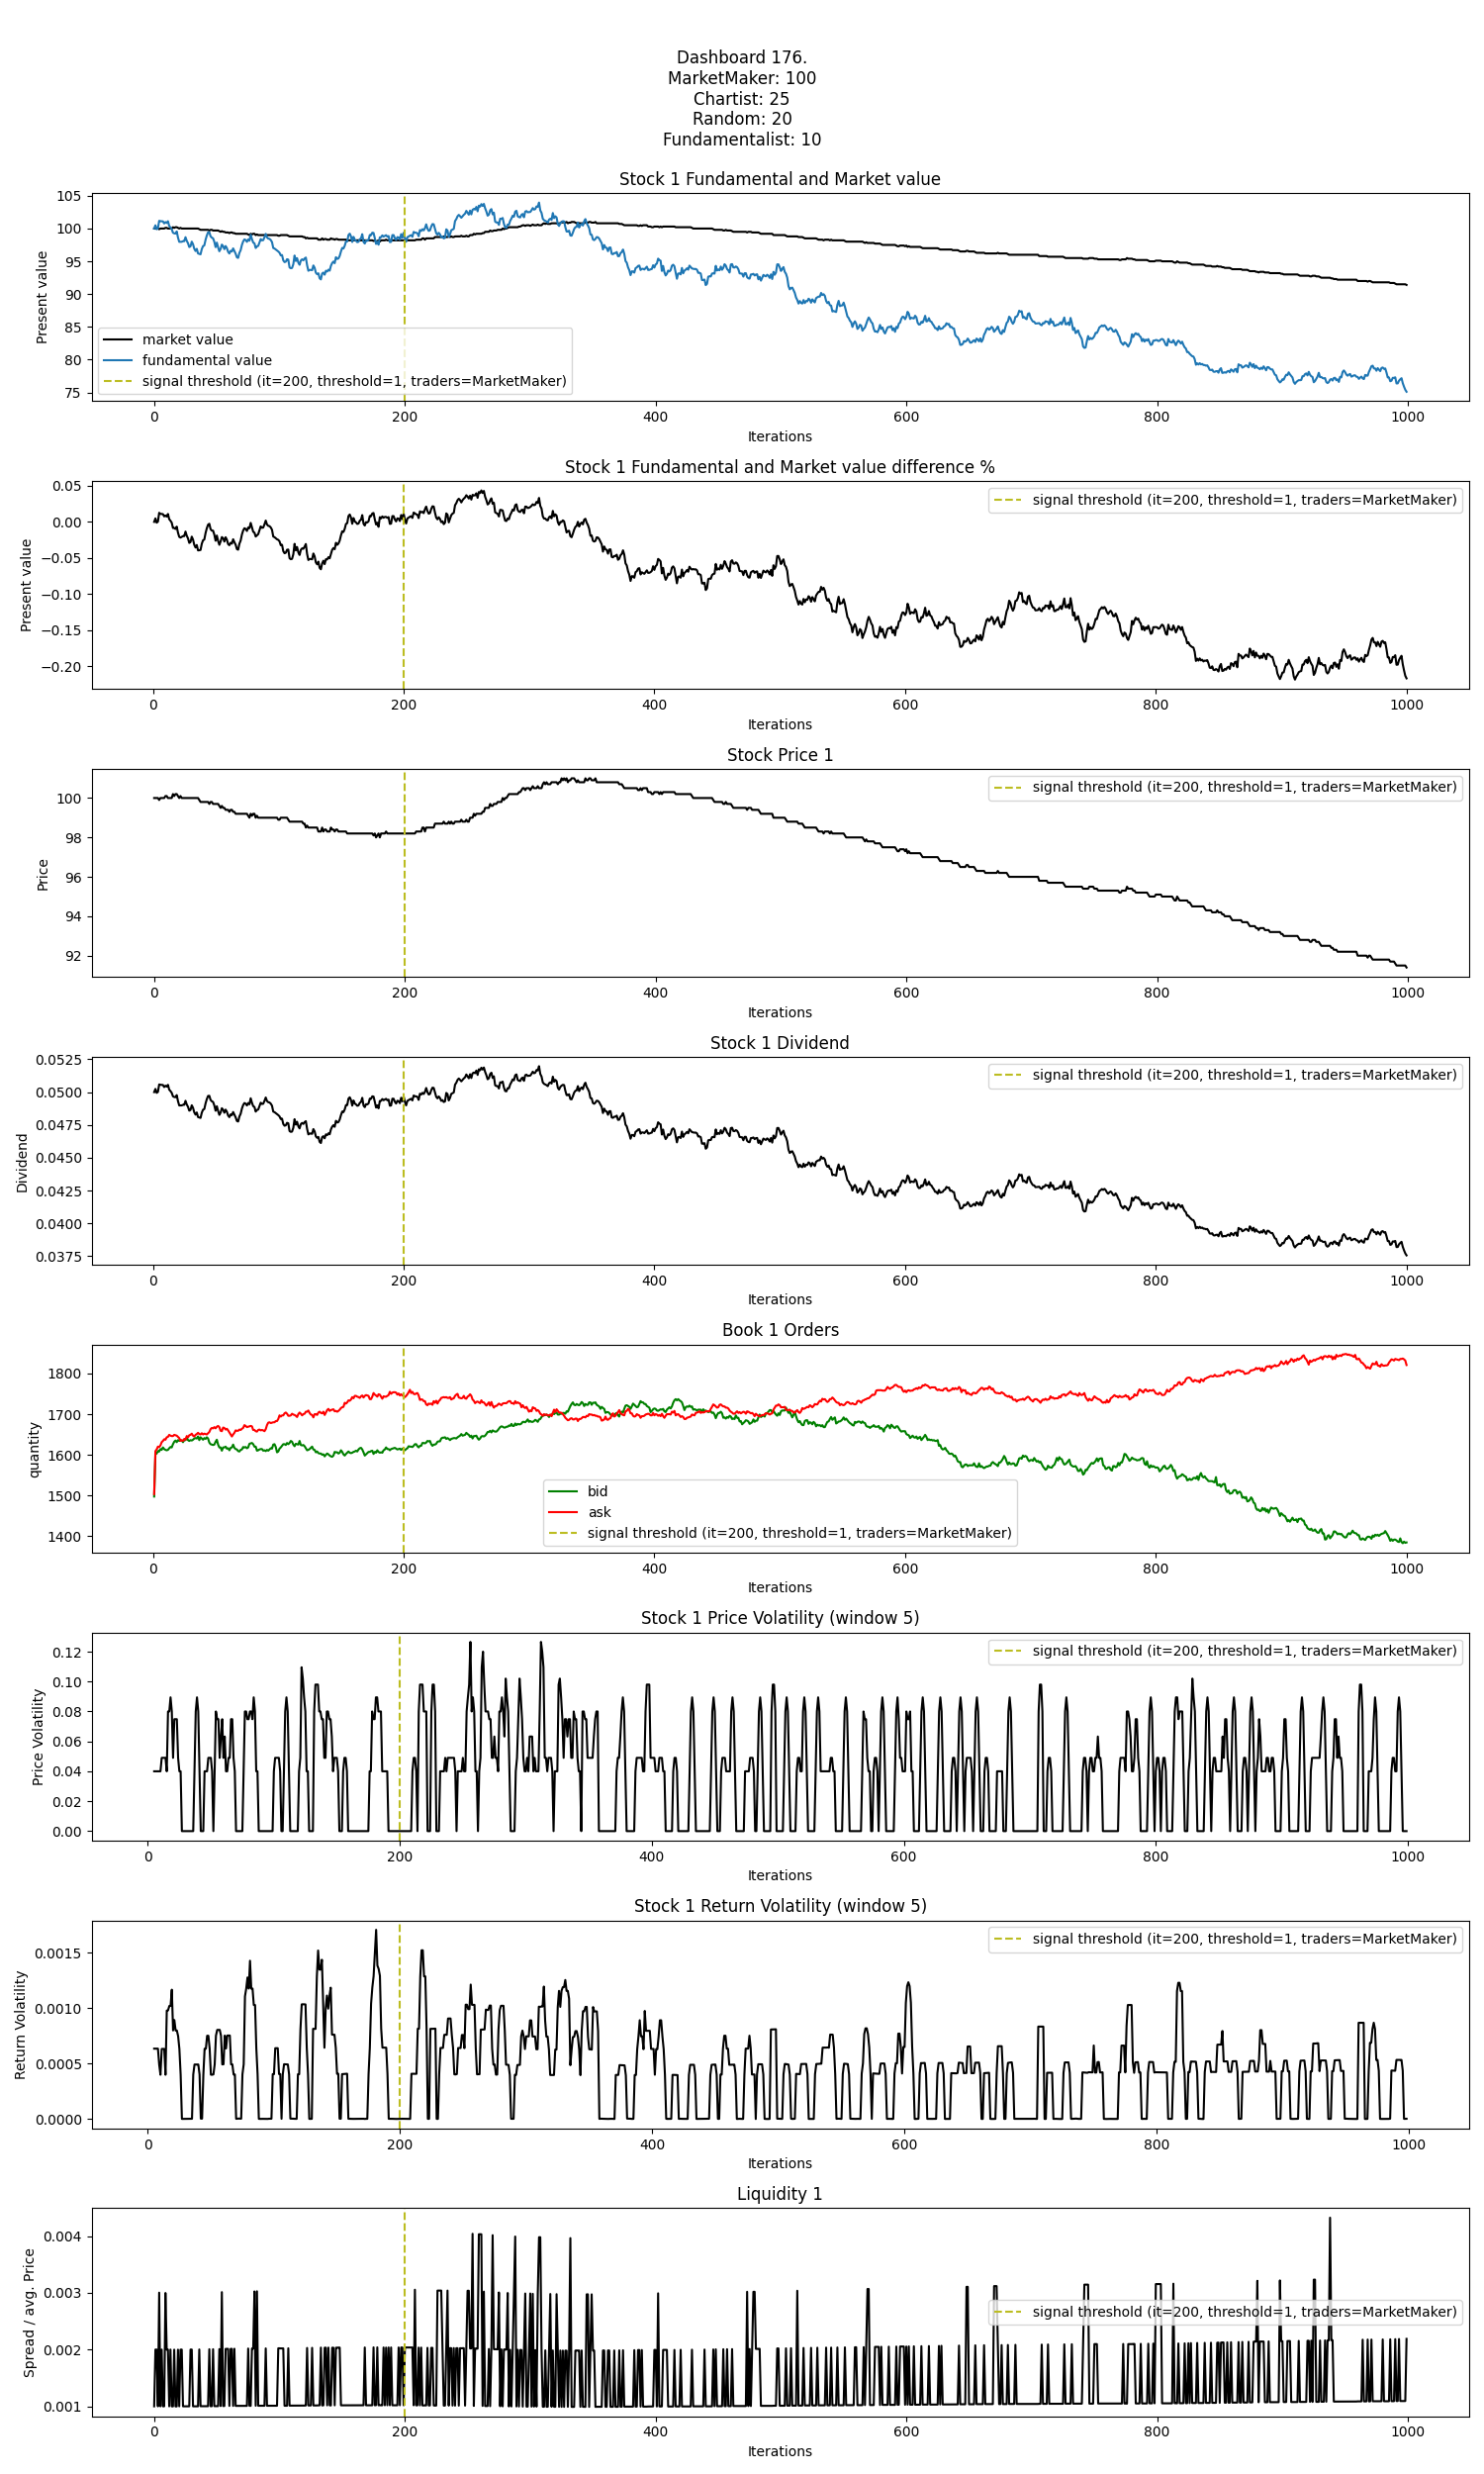 Dashboard 176.
MarketMaker: 100
Chartist: 25
Random: 20
Fundamentalist: 10
Stock 1 Fundamental and Market value
Present value
105
100
95
90
85
80
75
market value
fundamental value
signal threshold (it=200, threshold=1, traders=MarketMaker)
0 200 400 600 800 1000
Iterations
Stock 1 Fundamental and Market value difference %
Present value
0.05
0.00
−0.05
−0.10
−0.15
−0.20
signal threshold (it=200, threshold=1, traders=MarketMaker)
0 200 400 600 800 1000
Iterations
Stock Price 1
Price
100
98
96
94
92
signal threshold (it=200, threshold=1, traders=MarketMaker)
0 200 400 600 800 1000
Iterations
Stock 1 Dividend
Dividend
0.0525
0.0500
0.0475
0.0450
0.0425
0.0400
0.0375
signal threshold (it=200, threshold=1, traders=MarketMaker)
0 200 400 600 800 1000
Iterations
Book 1 Orders
quantity
1800
1700
1600
1500
1400
bid
ask
signal threshold (it=200, threshold=1, traders=MarketMaker)
0 200 400 600 800 1000
Iterations
Stock 1 Price Volatility (window 5)
Price Volatility
0.12
0.10
0.08
0.06
0.04
0.02
0.00
signal threshold (it=200, threshold=1, traders=MarketMaker)
0 200 400 600 800 1000
Iterations
Stock 1 Return Volatility (window 5)
Return Volatility
0.0015
0.0010
0.0005
0.0000
signal threshold (it=200, threshold=1, traders=MarketMaker)
0 200 400 600 800 1000
Iterations
Liquidity 1
Spread / avg. Price
0.004
0.003
0.002
0.001
signal threshold (it=200, threshold=1, traders=MarketMaker)
0 200 400 600 800 1000
Iterations